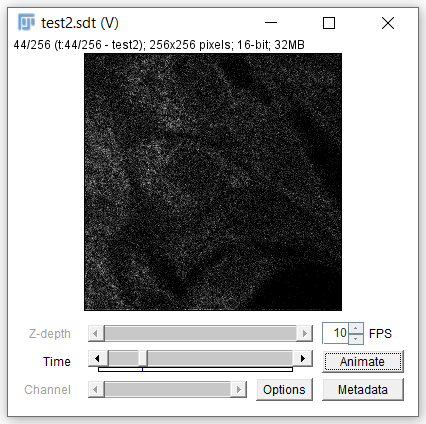 test2.sdt (V)
44/256 (t:44/256 - test2); 256x256 pixels; 16-bit; 32MB
Z-depth 10 FPS
Time Animate
Channel Options Metadata